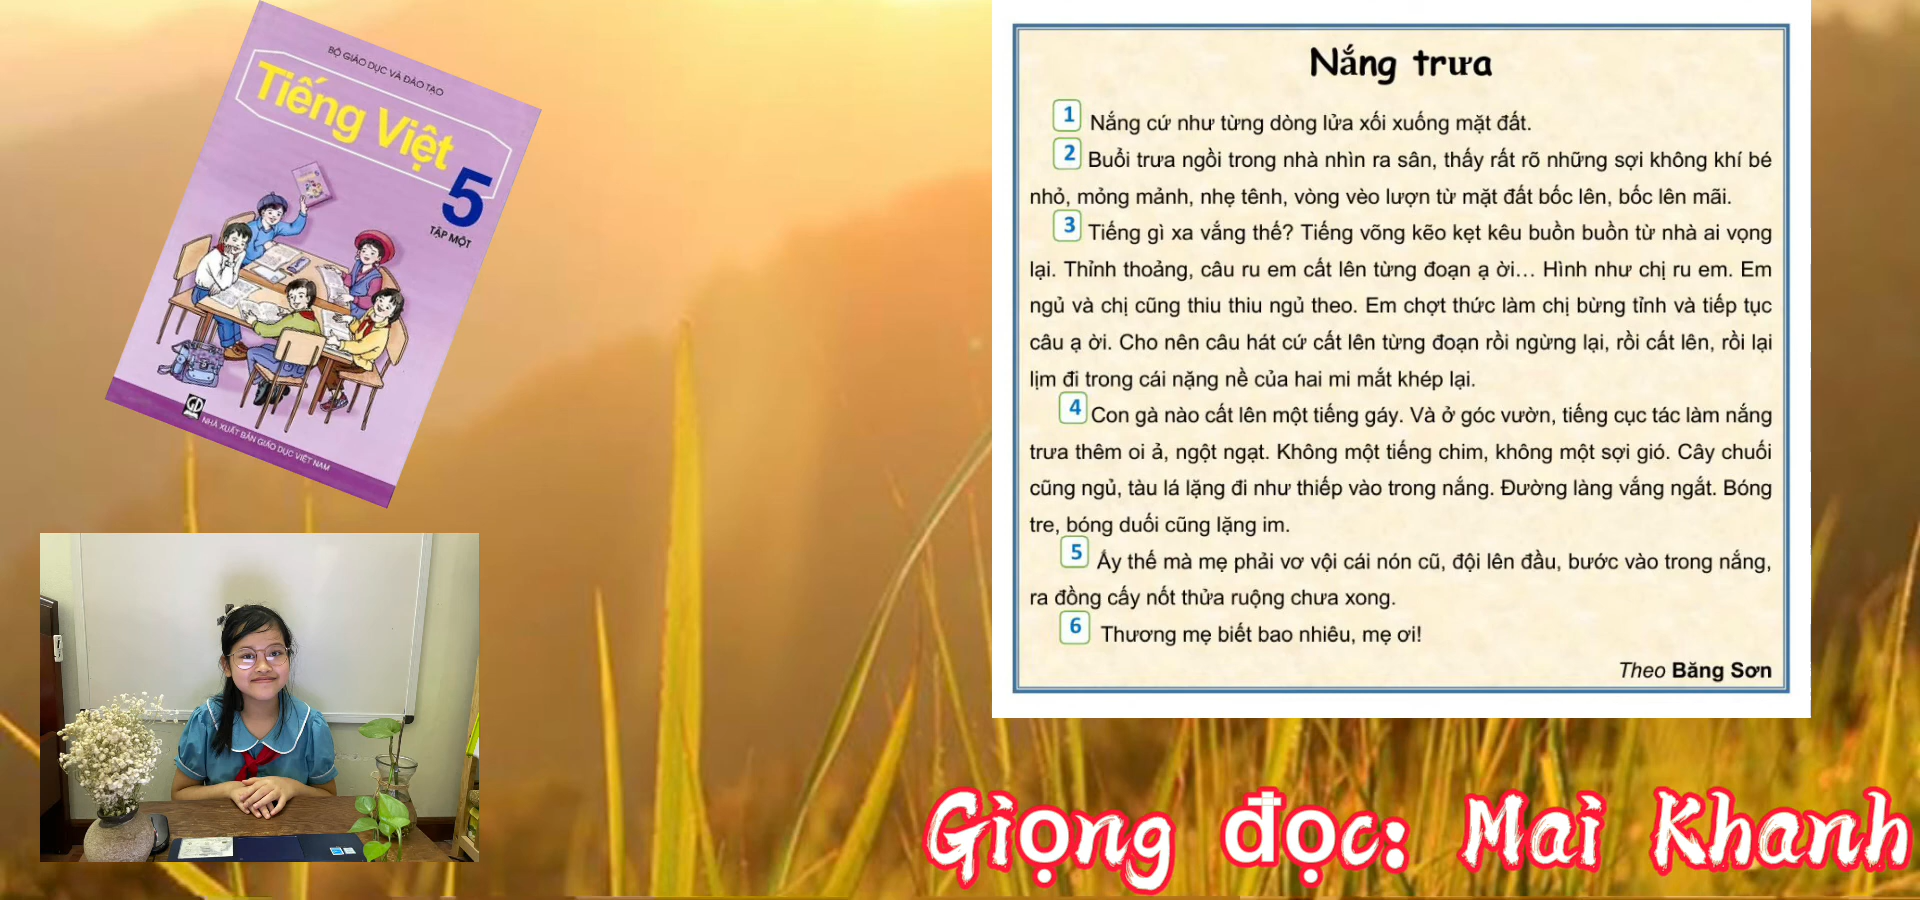 BỘ GIÁO DỤC VÀ ĐÀO TẠO
Tiếng Việt
5
TẬP MỘT
GD
NHÀ XUẤT BẢN GIÁO DỤC VIỆT NAM
Nắng trưa
1 Nắng cứ như từng dòng lửa xối xuống mặt đất.
2 Buổi trưa ngồi trong nhà nhìn ra sân, thấy rất rõ những sợi không khí bé
nhỏ, mỏng mảnh, nhẹ tênh, vòng vèo lượn từ mặt đất bốc lên, bốc lên mãi.
3 Tiếng gì xa vắng thế? Tiếng võng kẽo kẹt kêu buồn buồn từ nhà ai vọng
lại. Thỉnh thoảng, câu ru em cất lên từng đoạn ạ ời... Hình như chị ru em. Em
ngủ và chị cũng thiu thiu ngủ theo. Em chợt thức làm chị bừng tỉnh và tiếp tục
câu ạ ời. Cho nên câu hát cứ cất lên từng đoạn rồi ngừng lại, rồi cất lên, rồi lại
lịm đi trong cái nặng nề của hai mi mắt khép lại.
4 Con gà nào cất lên một tiếng gáy. Và ở góc vườn, tiếng cục tác làm nắng
trưa thêm oi ả, ngột ngạt. Không một tiếng chim, không một sợi gió. Cây chuối
cũng ngủ, tàu lá lặng đi như thiếp vào trong nắng. Đường làng vắng ngắt. Bóng
tre, bóng duối cũng lặng im.
5 Ấy thế mà mẹ phải vơ vội cái nón cũ, đội lên đầu, bước vào trong nắng,
ra đồng cấy nốt thửa ruộng chưa xong.
6 Thương mẹ biết bao nhiêu, mẹ ơi!
Theo Băng Sơn
Giọng đọc: Mai Khanh